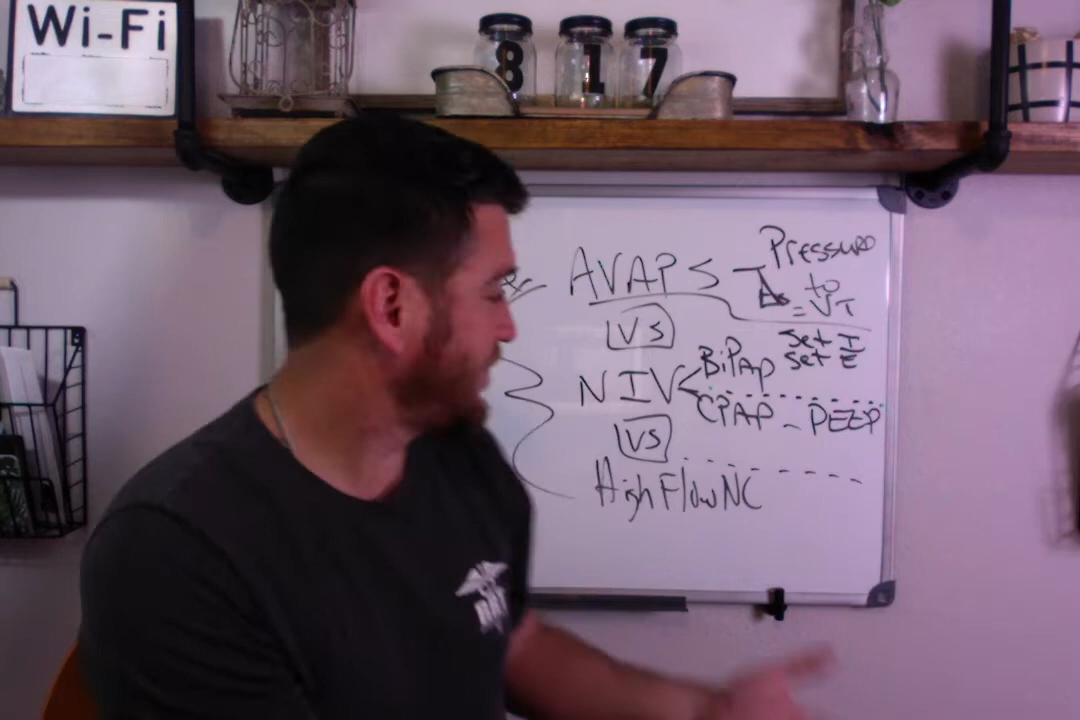 Wi-Fi
8 1 7
AVAPS - Δ Pressure
to
= VT
Vs
set I
set E
NIV < BiPAP
CPAP - PEEP
VS
High Flow NC